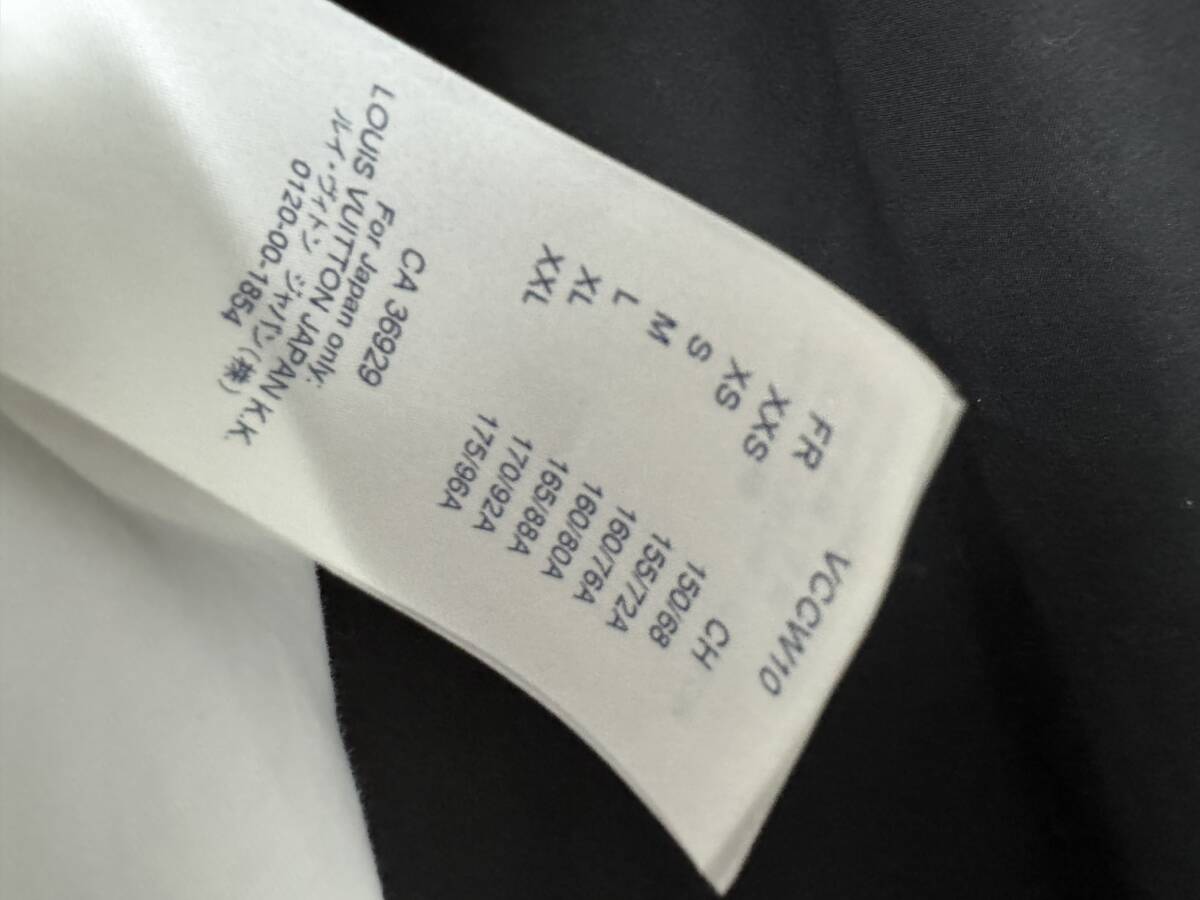 VCCW10
FR CH
XXS 150/68
XS 155/72A
S 160/76A
M 160/80A
L 165/88A
XL 170/92A
XXL 175/96A
CA 36929
For Japan only:
LOUIS VUITTON JAPAN K.K.
ルイ・ヴィトン ジャパン(株)
0120-00-1854